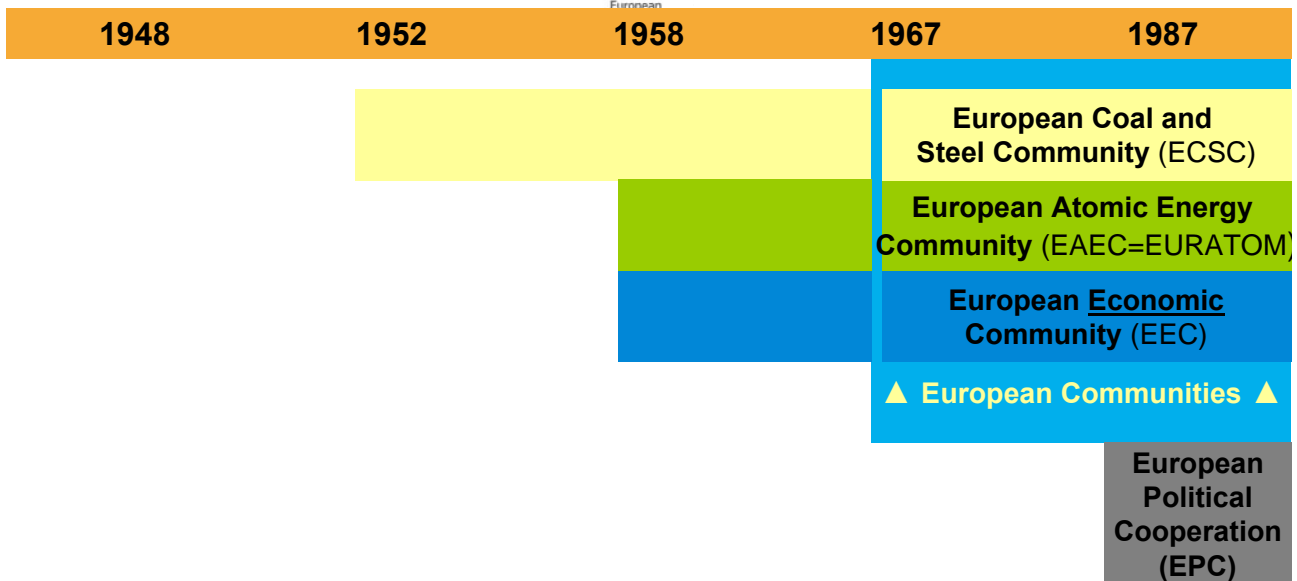 European
1948 1952 1958 1967 1987
European Coal and
Steel Community (ECSC)
European Atomic Energy
Community (EAEC=EURATOM)
European Economic
Community (EEC)
▲ European Communities ▲
European
Political
Cooperation
(EPC)